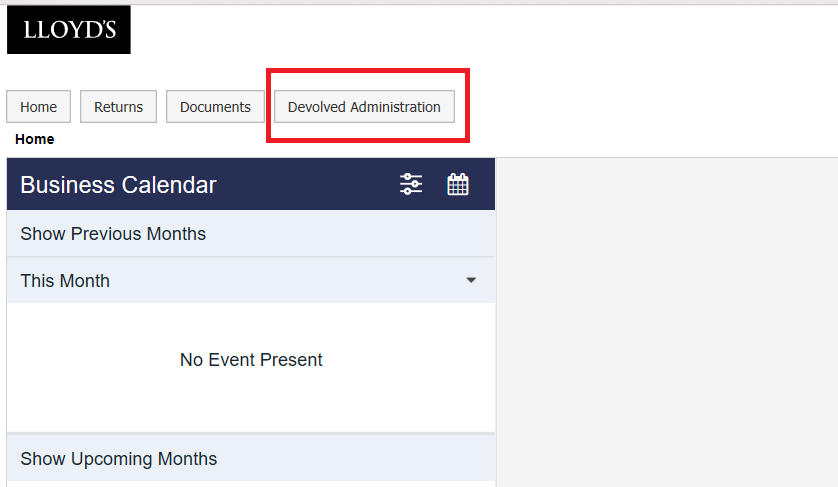 LLOYD'S
Home Returns Documents Devolved Administration
Home
Business Calendar
Show Previous Months
This Month
No Event Present
Show Upcoming Months